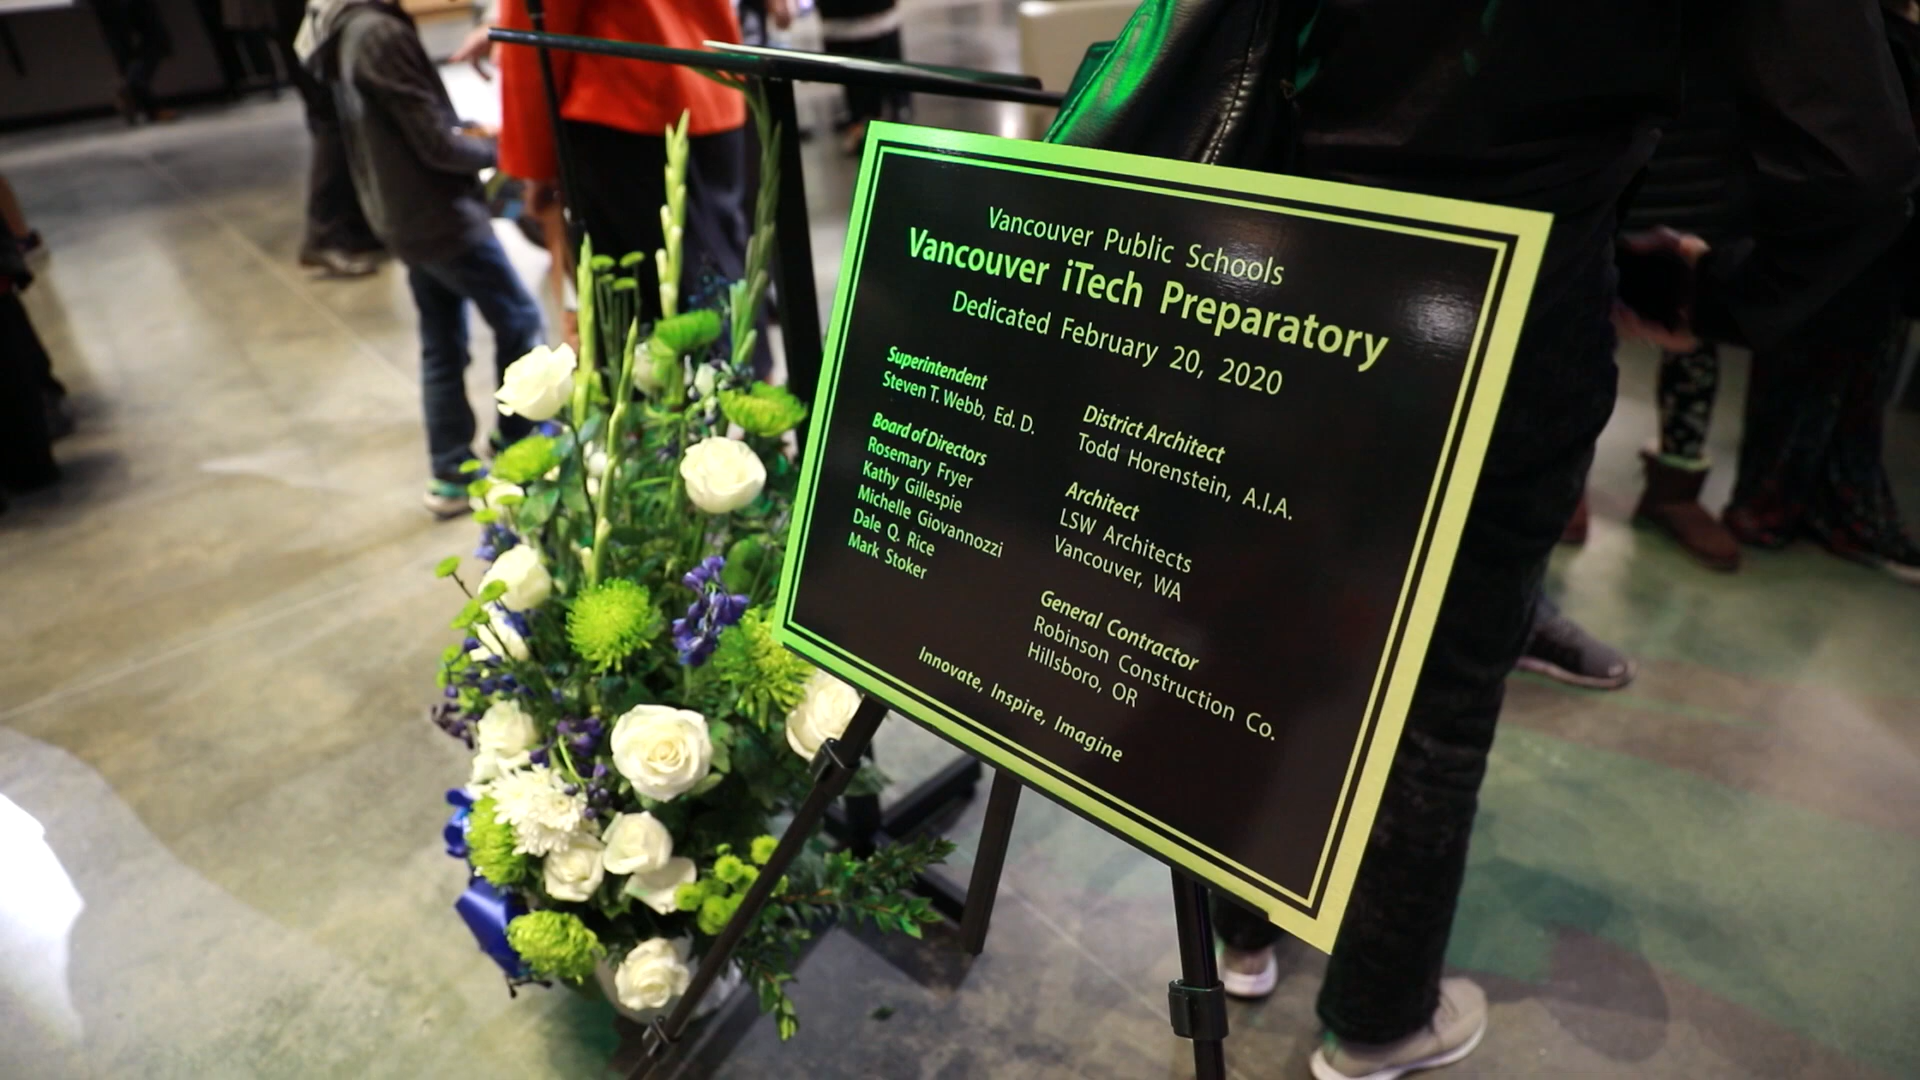 Vancouver Public Schools
Vancouver iTech Preparatory
Dedicated February 20, 2020
Superintendent
Steven T. Webb, Ed. D.
Board of Directors
Rosemary Fryer
Kathy Gillespie
Michelle Giovannozzi
Dale Q. Rice
Mark Stoker
District Architect
Todd Horenstein, A.I.A.
Architect
LSW Architects
Vancouver, WA
General Contractor
Robinson Construction Co.
Hillsboro, OR
Innovate, Inspire, Imagine